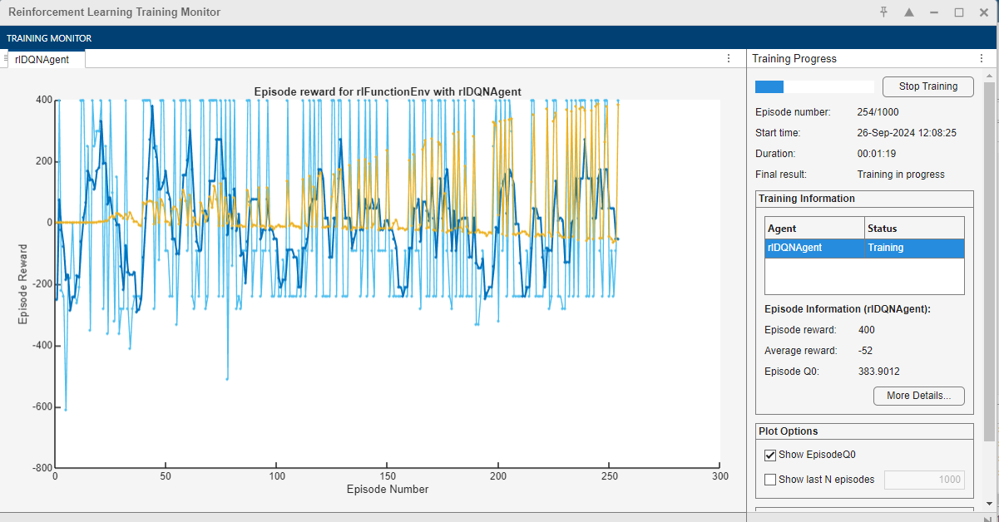 Reinforcement Learning Training Monitor
TRAINING MONITOR
rlDQNAgent
Episode reward for rlFunctionEnv with rlDQNAgent
400
200
0
-200
-400
-600
-800
Episode Reward
0 50 100 150 200 250 300
Episode Number
Training Progress
Stop Training
Episode number: 254/1000
Start time: 26-Sep-2024 12:08:25
Duration: 00:01:19
Final result: Training in progress
Training Information
Agent Status
rlDQNAgent Training
Episode Information (rlDQNAgent):
Episode reward: 400
Average reward: -52
Episode Q0: 383.9012
More Details...
Plot Options
Show EpisodeQ0
Show last N episodes 1000